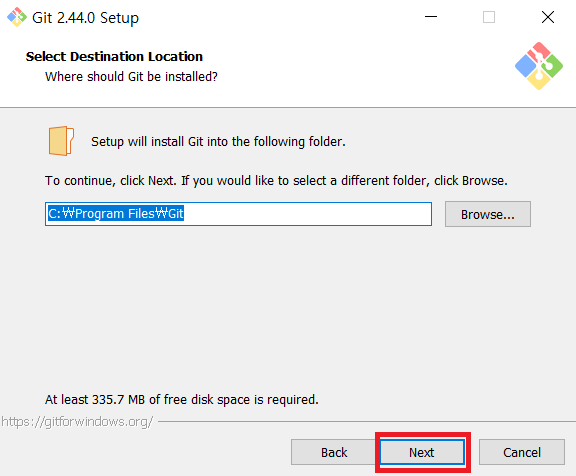 Git 2.44.0 Setup
Select Destination Location
Where should Git be installed?
Setup will install Git into the following folder.
To continue, click Next. If you would like to select a different folder, click Browse.
C:₩Program Files₩Git
Browse...
At least 335.7 MB of free disk space is required.
https://gitforwindows.org/
Back
Next
Cancel